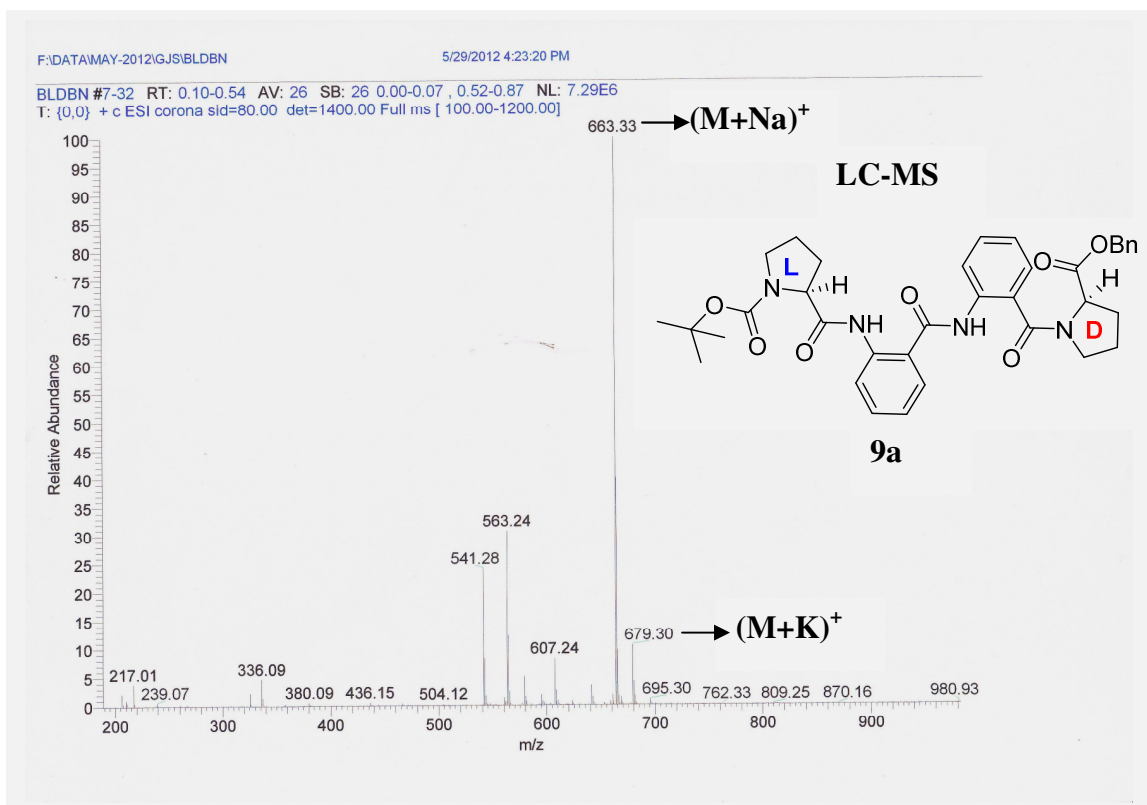 F:\DATA\MAY-2012\GJS\BLDBN 5/29/2012 4:23:20 PM
BLDBN #7-32 RT: 0.10-0.54 AV: 26 SB: 26 0.00-0.07 , 0.52-0.87 NL: 7.29E6
T: {0,0} + c ESI corona sid=80.00 det=1400.00 Full ms [ 100.00-1200.00]
663.33
(M+Na)+
LC-MS
100
95
90
85
80
75
70
65
60
55
50
45
40
35
30
25
20
15
10
5
0
Relative Abundance
OBn
O
H
L
N
H
O
O
O
NH
O
NH
O
N
D
O
9a
563.24
541.28
607.24
679.30
(M+K)+
217.01
239.07
336.09
380.09
436.15
504.12
695.30
762.33
809.25
870.16
980.93
200 300 400 500 600 700 800 900
m/z